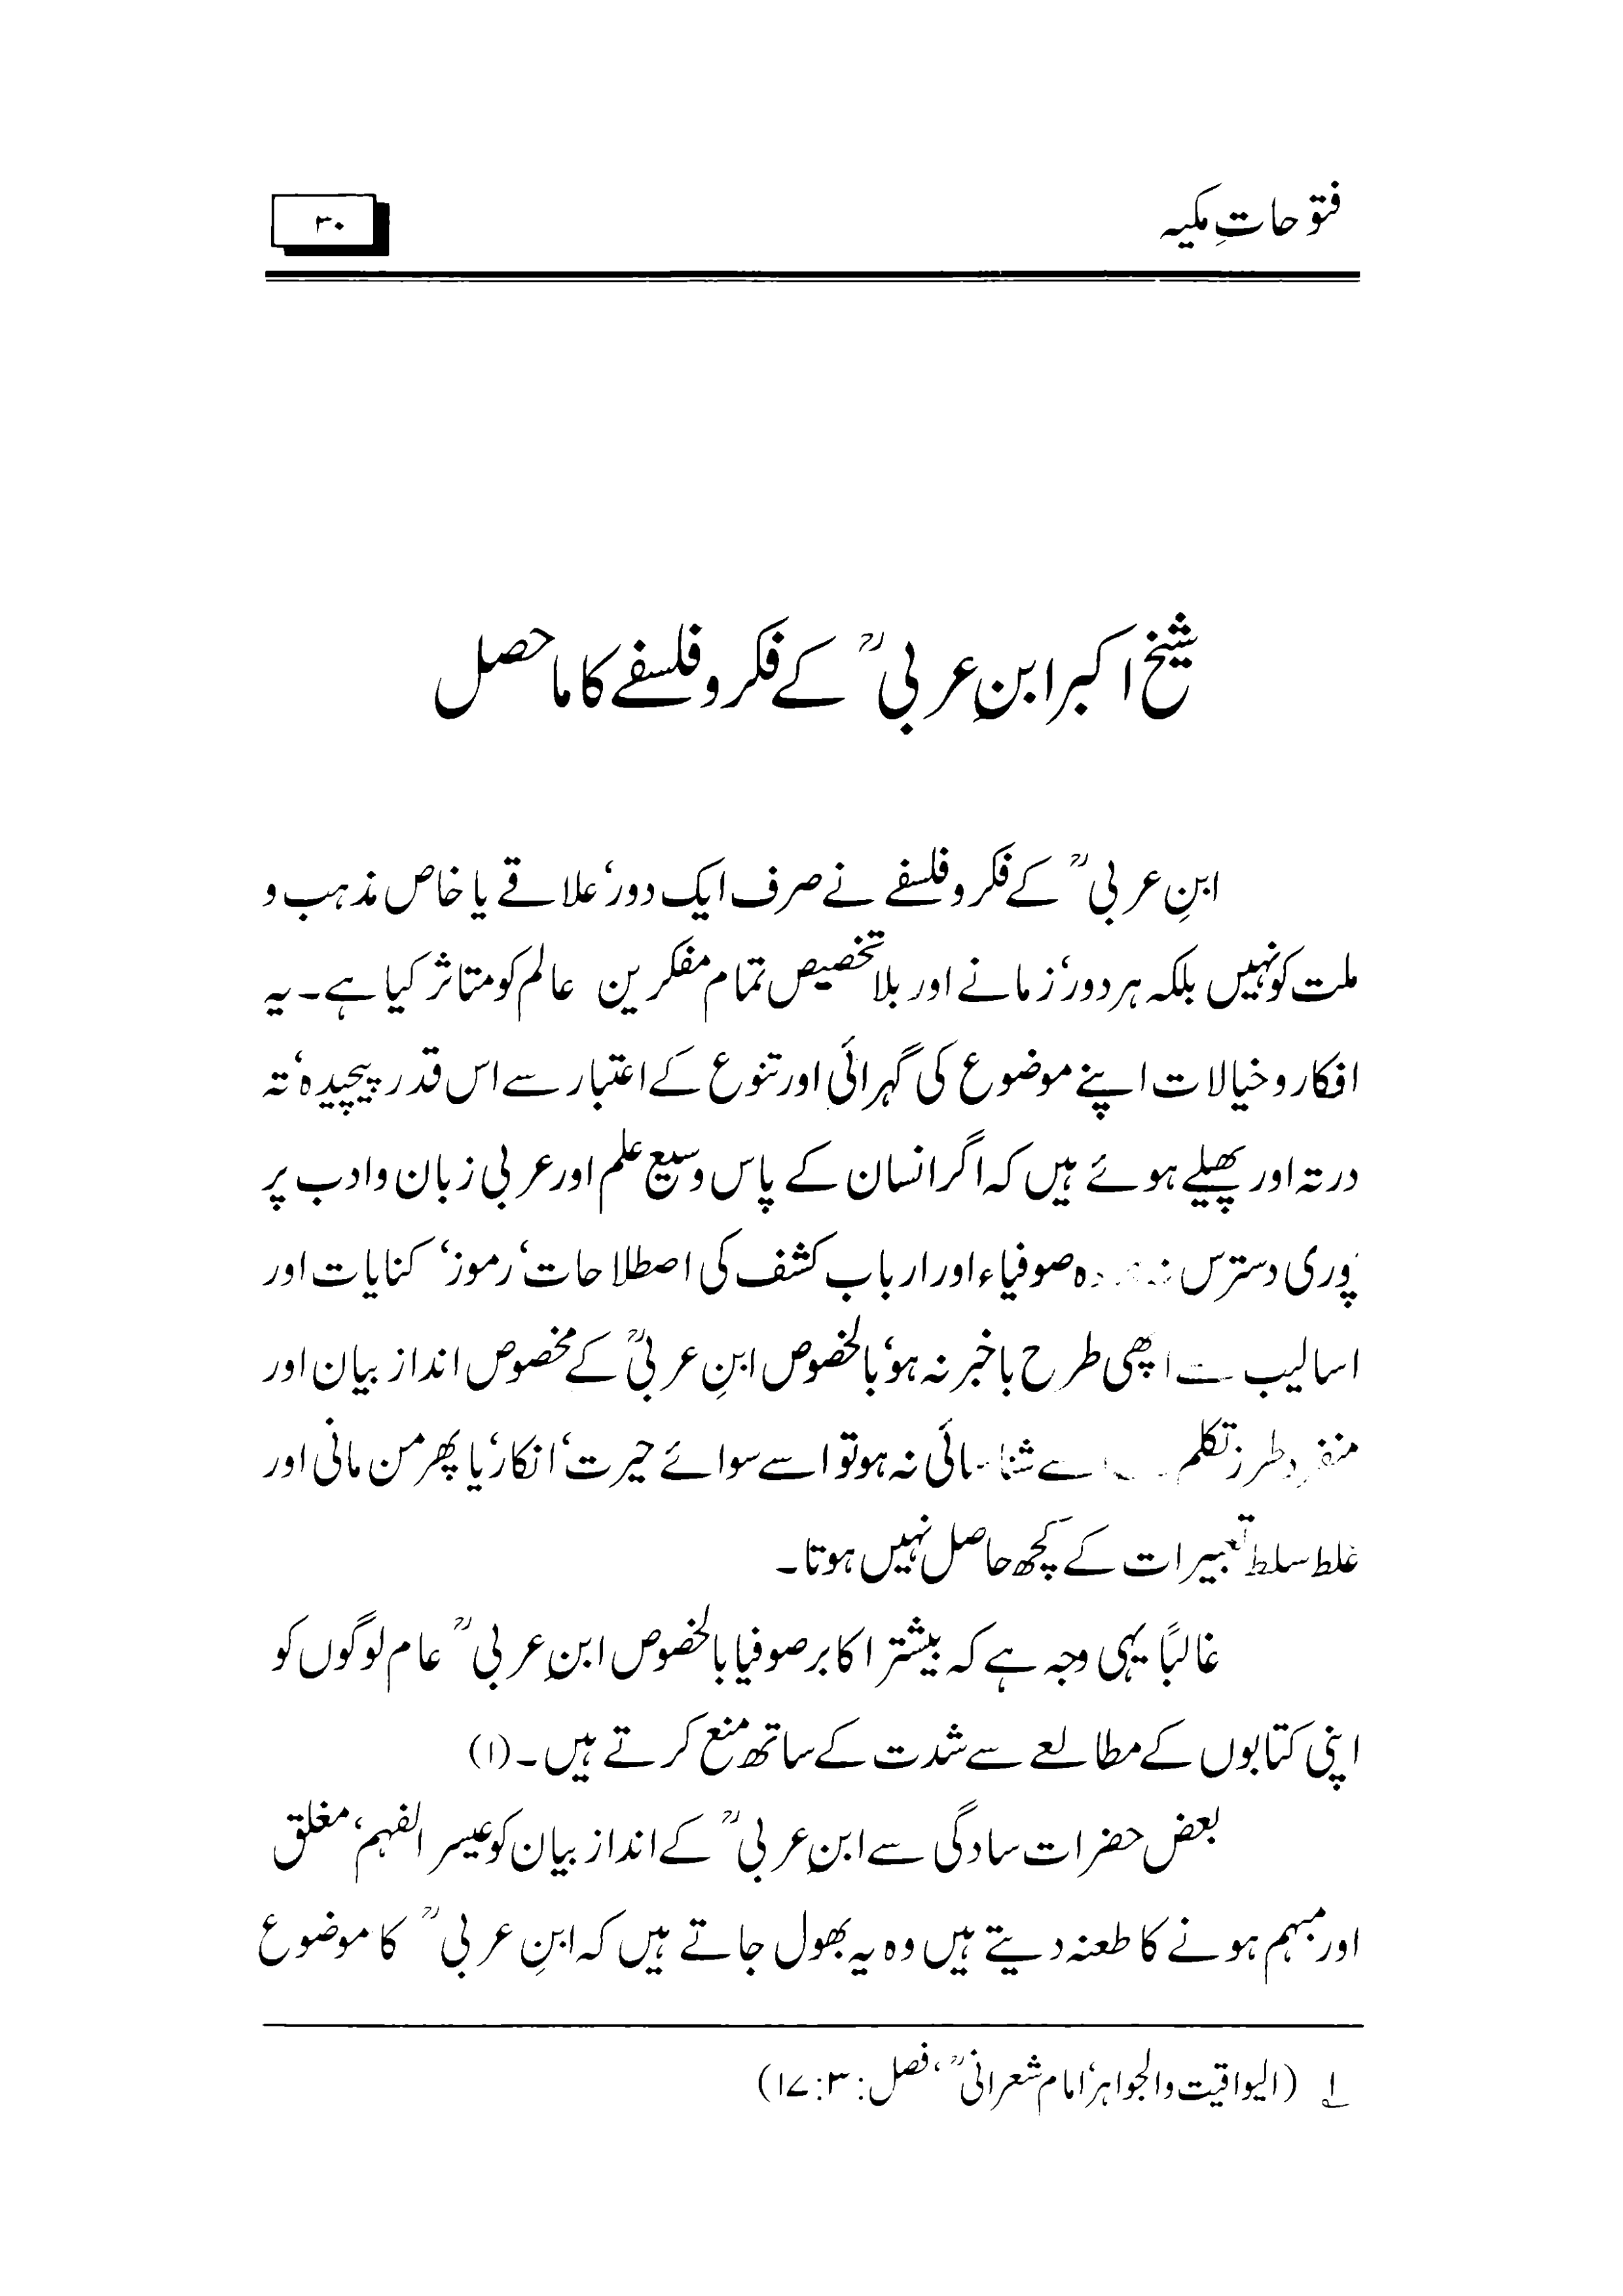 فتوحاتِ مکیہ
۳۰
شیخ اکبر ابنِ عربیؒ کے فکر و فلسفے کا ماحصل
ابنِ عربیؒ کے فکر و فلسفے نے صرف ایک دور‘ علاقے یا خاص مذہب و
ملت کو نہیں بلکہ ہر دور‘ زمانے اور بلا تخصیص تمام مفکرین عالم کو متاثر کیا ہے۔ یہ
افکار و خیالات اپنے موضوع کی گہرائی اور تنوع کے اعتبار سے اس قدر پیچیدہ‘ تہ
در تہ اور پھیلے ہوئے ہیں کہ اگر انسان کے پاس وسیع علم اور عربی زبان و ادب پر
پوری دسترس صوفیاء اور ارباب کشف کی اصطلاحات‘ رموز‘ کنایات اور
اسالیب سے اچھی طرح باخبر نہ ہو‘ بالخصوص ابنِ عربیؒ کے مخصوص انداز بیان اور
منفرد طرز تکلم سے شناسائی نہ ہو تو اسے سوائے حیرت‘ انکار‘ یا پھر من مانی اور
غلط سلط تعبیرات کے کچھ حاصل نہیں ہوتا۔
غالباً یہی وجہ ہے کہ بیشتر اکابر صوفیا بالخصوص ابنِ عربیؒ عام لوگوں کو
اپنی کتابوں کے مطالعے سے شدت کے ساتھ منع کرتے ہیں۔ (۱)
بعض حضرات سادگی سے ابنِ عربیؒ کے انداز بیان کو عیسر الفہم‘ مغلق
اور مبہم ہونے کا طعنہ دیتے ہیں وہ یہ بھول جاتے ہیں کہ ابنِ عربیؒ کا موضوع
۱ (الیواقیت والجواہر‘ امام شعرانیؒ‘ فصل: ۳: ۱۷)